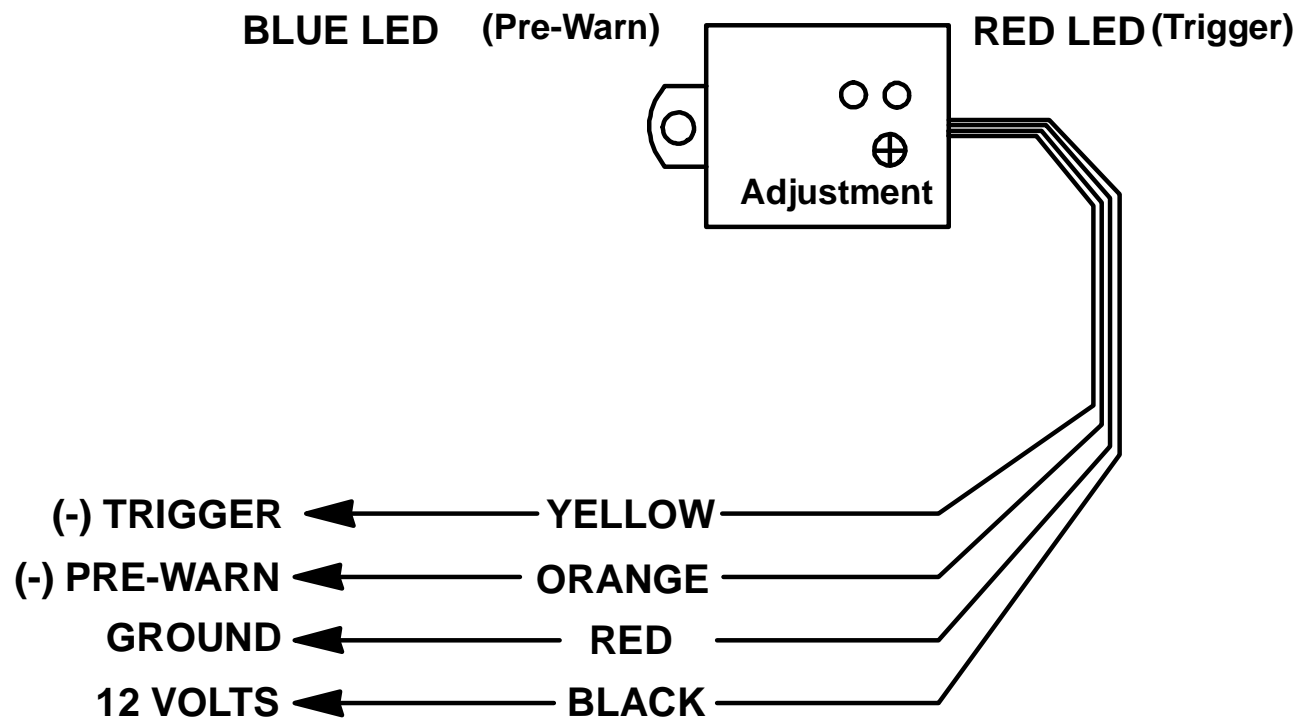 BLUE LED (Pre-Warn) RED LED (Trigger)
Adjustment
(-) TRIGGER YELLOW
(-) PRE-WARN ORANGE
GROUND RED
12 VOLTS BLACK